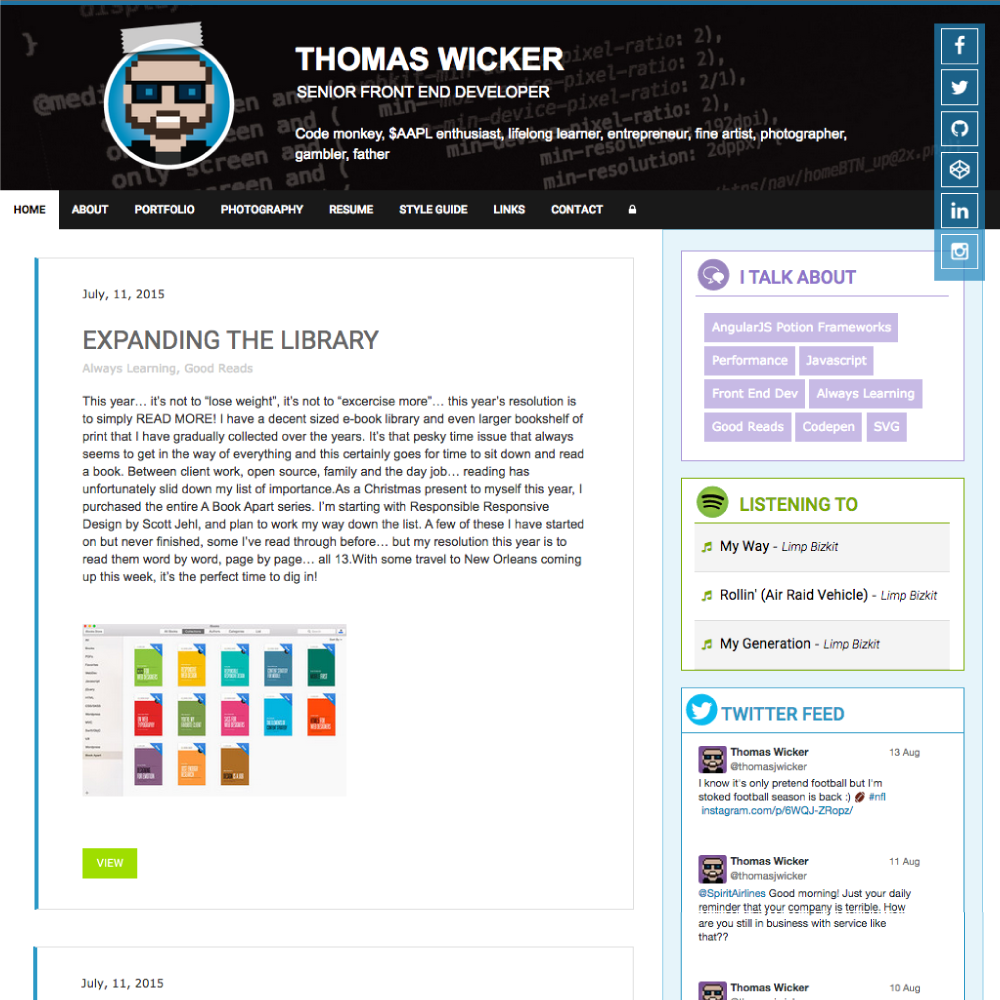 THOMAS WICKER
SENIOR FRONT END DEVELOPER
Code monkey, $AAPL enthusiast, lifelong learner, entrepreneur, fine artist, photographer,
gambler, father
HOME ABOUT PORTFOLIO PHOTOGRAPHY RESUME STYLE GUIDE LINKS CONTACT
July, 11, 2015
EXPANDING THE LIBRARY
Always Learning, Good Reads
This year… it's not to “lose weight”, it's not to “excercise more”… this year's resolution is
to simply READ MORE! I have a decent sized e-book library and even larger bookshelf of
print that I have gradually collected over the years. It's that pesky time issue that always
seems to get in the way of everything and this certainly goes for time to sit down and read
a book. Between client work, open source, family and the day job… reading has
unfortunately slid down my list of importance.As a Christmas present to myself this year, I
purchased the entire A Book Apart series. I'm starting with Responsible Responsive
Design by Scott Jehl, and plan to work my way down the list. A few of these I have started
on but never finished, some I've read through before… but my resolution this year is to
read them word by word, page by page… all 13.With some travel to New Orleans coming
up this week, it's the perfect time to dig in!
VIEW
July, 11, 2015
I TALK ABOUT
AngularJS Potion Frameworks
Performance Javascript
Front End Dev Always Learning
Good Reads Codepen SVG
LISTENING TO
My Way - Limp Bizkit
Rollin' (Air Raid Vehicle) - Limp Bizkit
My Generation - Limp Bizkit
TWITTER FEED
Thomas Wicker 13 Aug
@thomasjwicker
I know it's only pretend football but I'm
stoked football season is back :) 🏈 #nfl
instagram.com/p/6WQJ-ZRopz/
Thomas Wicker 11 Aug
@thomasjwicker
@SpiritAirlines Good morning! Just your daily
reminder that your company is terrible. How
are you still in business with service like
that??
Thomas Wicker 10 Aug